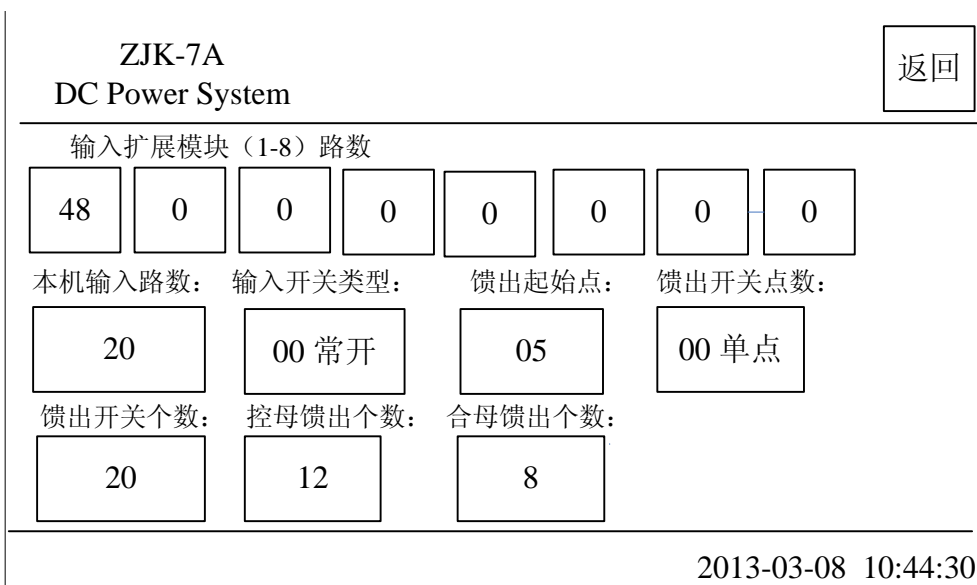 ZJK-7A
DC Power System
返回
输入扩展模块（1-8）路数
48 0 0 0 0 0 0 0
本机输入路数： 输入开关类型： 馈出起始点： 馈出开关点数：
20 00 常开 05 00 单点
馈出开关个数： 控母馈出个数： 合母馈出个数：
20 12 8
2013-03-08 10:44:30